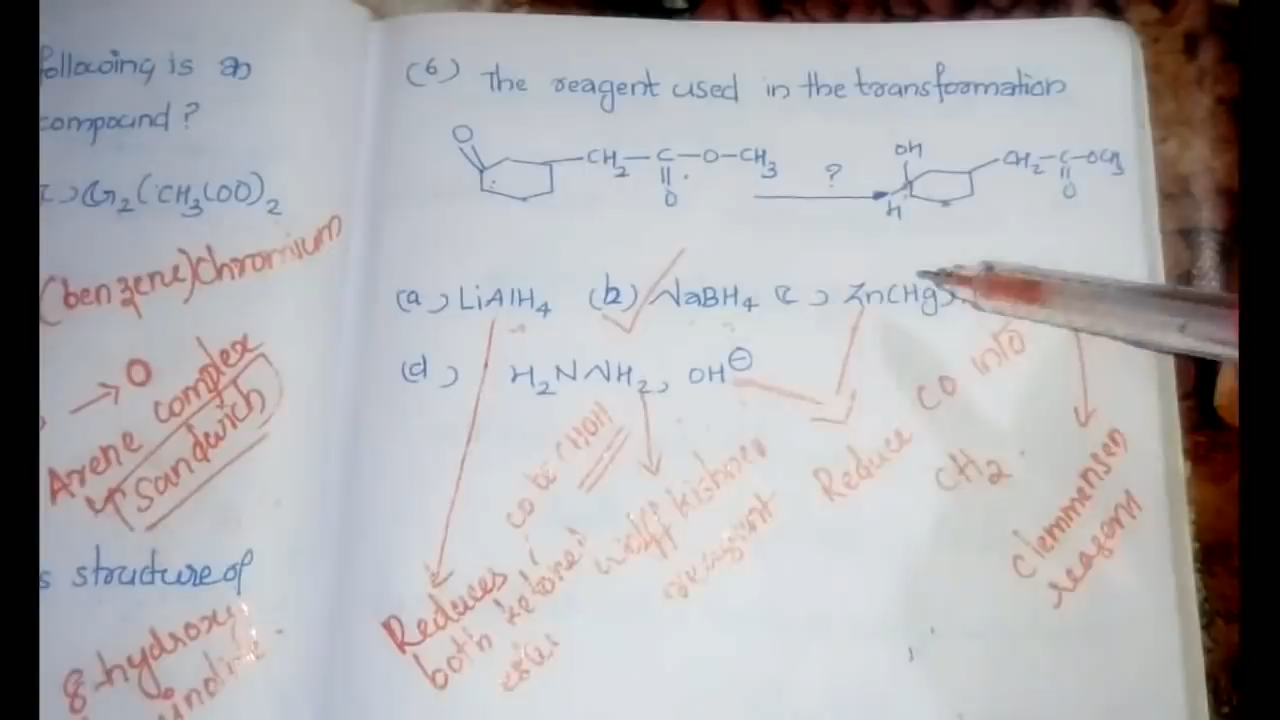 following is an
compound?
C) Cr2(CH3COO)2
(benzene)chromium
→ O
Arene complex
sandwich
s structure of
8-hydroxy
(6) The reagent used in the transformation
O
CH2—C—O—CH3
O
?
OH
H
CH2—C—OCH3
O
(a) LiAlH4 (b) NaBH4 (c) Zn(Hg),
(d) H2NNH2, OH⊖
Reduces
both ketone &
ester
CO to CHOH
wolff kishner
reagent
Reduce CO into
CH2
clemmensen
reagent